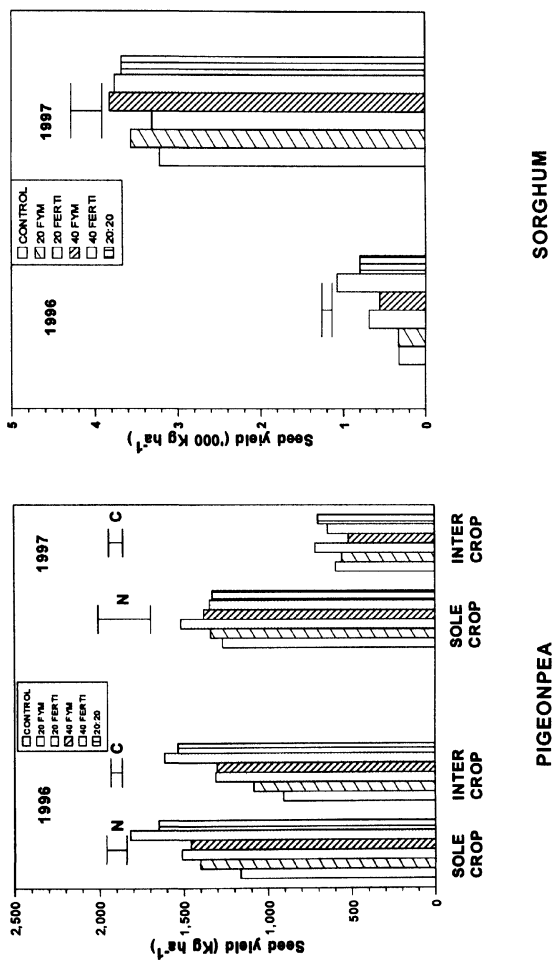 2,500
2,000
1,500
1,000
500
0
Seed yield (Kg ha-1)
1996
1997
CONTROL
20 FYM
20 FERTI
40 FYM
40 FERTI
20:20
N
C
N
C
SOLE CROP
INTER CROP
SOLE CROP
INTER CROP
PIGEONPEA
5
4
3
2
1
0
Seed yield ('000 Kg ha-1)
1996
1997
CONTROL
20 FYM
20 FERTI
40 FYM
40 FERTI
20:20
SORGHUM